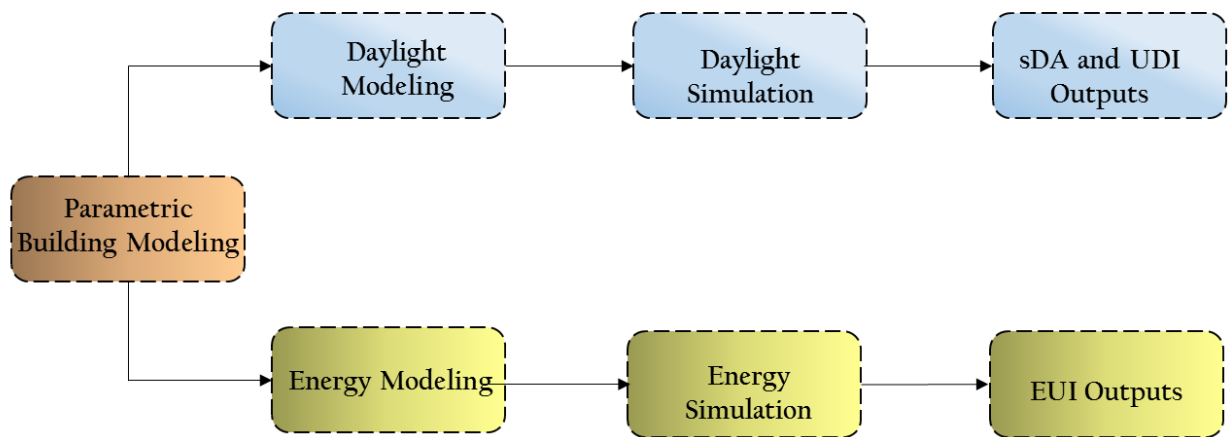 Daylight
Modeling
Daylight
Simulation
sDA and UDI
Outputs
Parametric
Building Modeling
Energy Modeling
Energy
Simulation
EUI Outputs